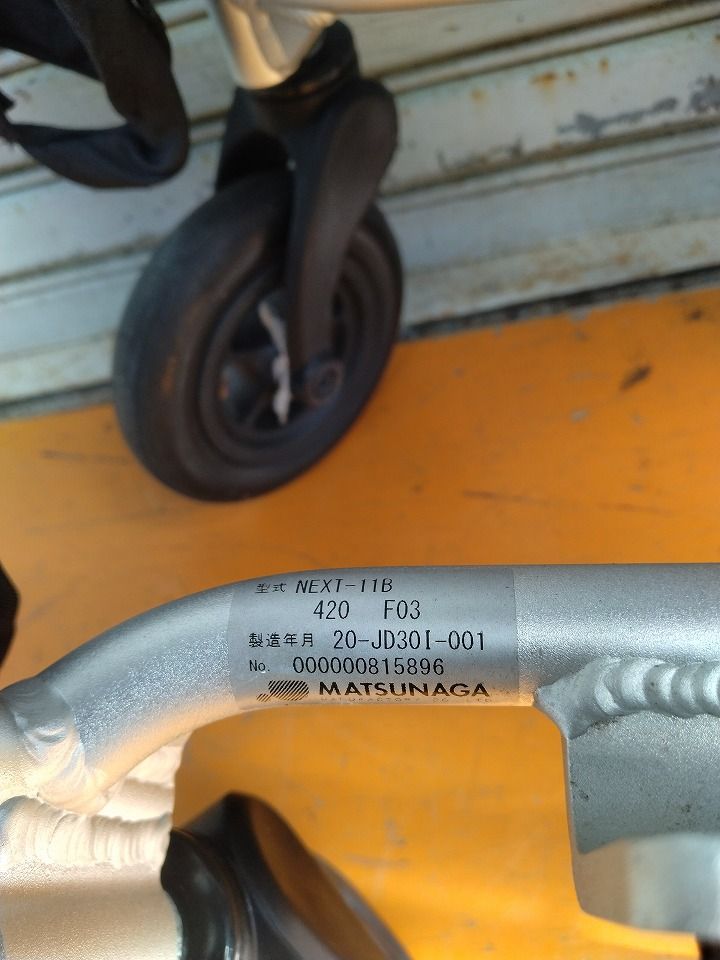 型式 NEXT-11B
420 F03
製造年月 20-JD30I-001
No. 000000815896
MATSUNAGA